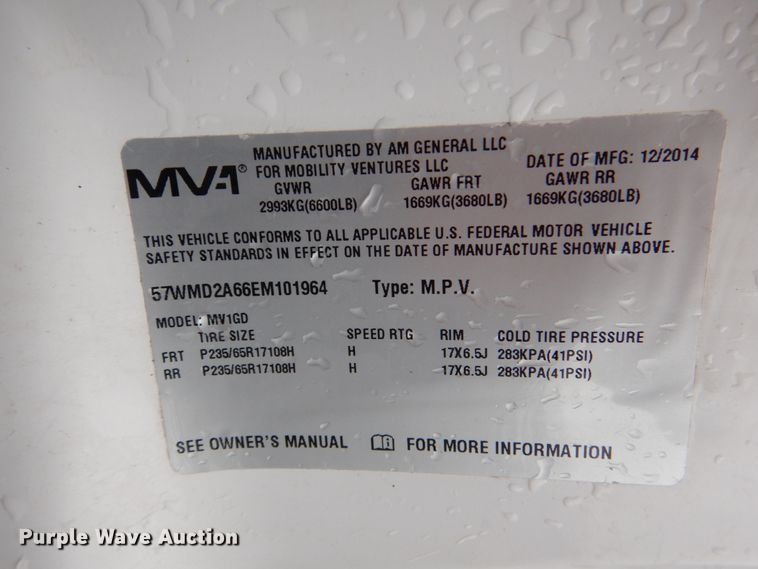 MV-1®
MANUFACTURED BY AM GENERAL LLC
FOR MOBILITY VENTURES LLC
DATE OF MFG: 12/2014
GVWR GAWR FRT GAWR RR
2993KG(6600LB) 1669KG(3680LB) 1669KG(3680LB)
THIS VEHICLE CONFORMS TO ALL APPLICABLE U.S. FEDERAL MOTOR VEHICLE
SAFETY STANDARDS IN EFFECT ON THE DATE OF MANUFACTURE SHOWN ABOVE.
57WMD2A66EM101964 Type: M.P.V.
MODEL: MV1GD
TIRE SIZE SPEED RTG RIM COLD TIRE PRESSURE
FRT P235/65R17108H H 17X6.5J 283KPA(41PSI)
RR P235/65R17108H H 17X6.5J 283KPA(41PSI)
SEE OWNER'S MANUAL FOR MORE INFORMATION
Purple Wave Auction